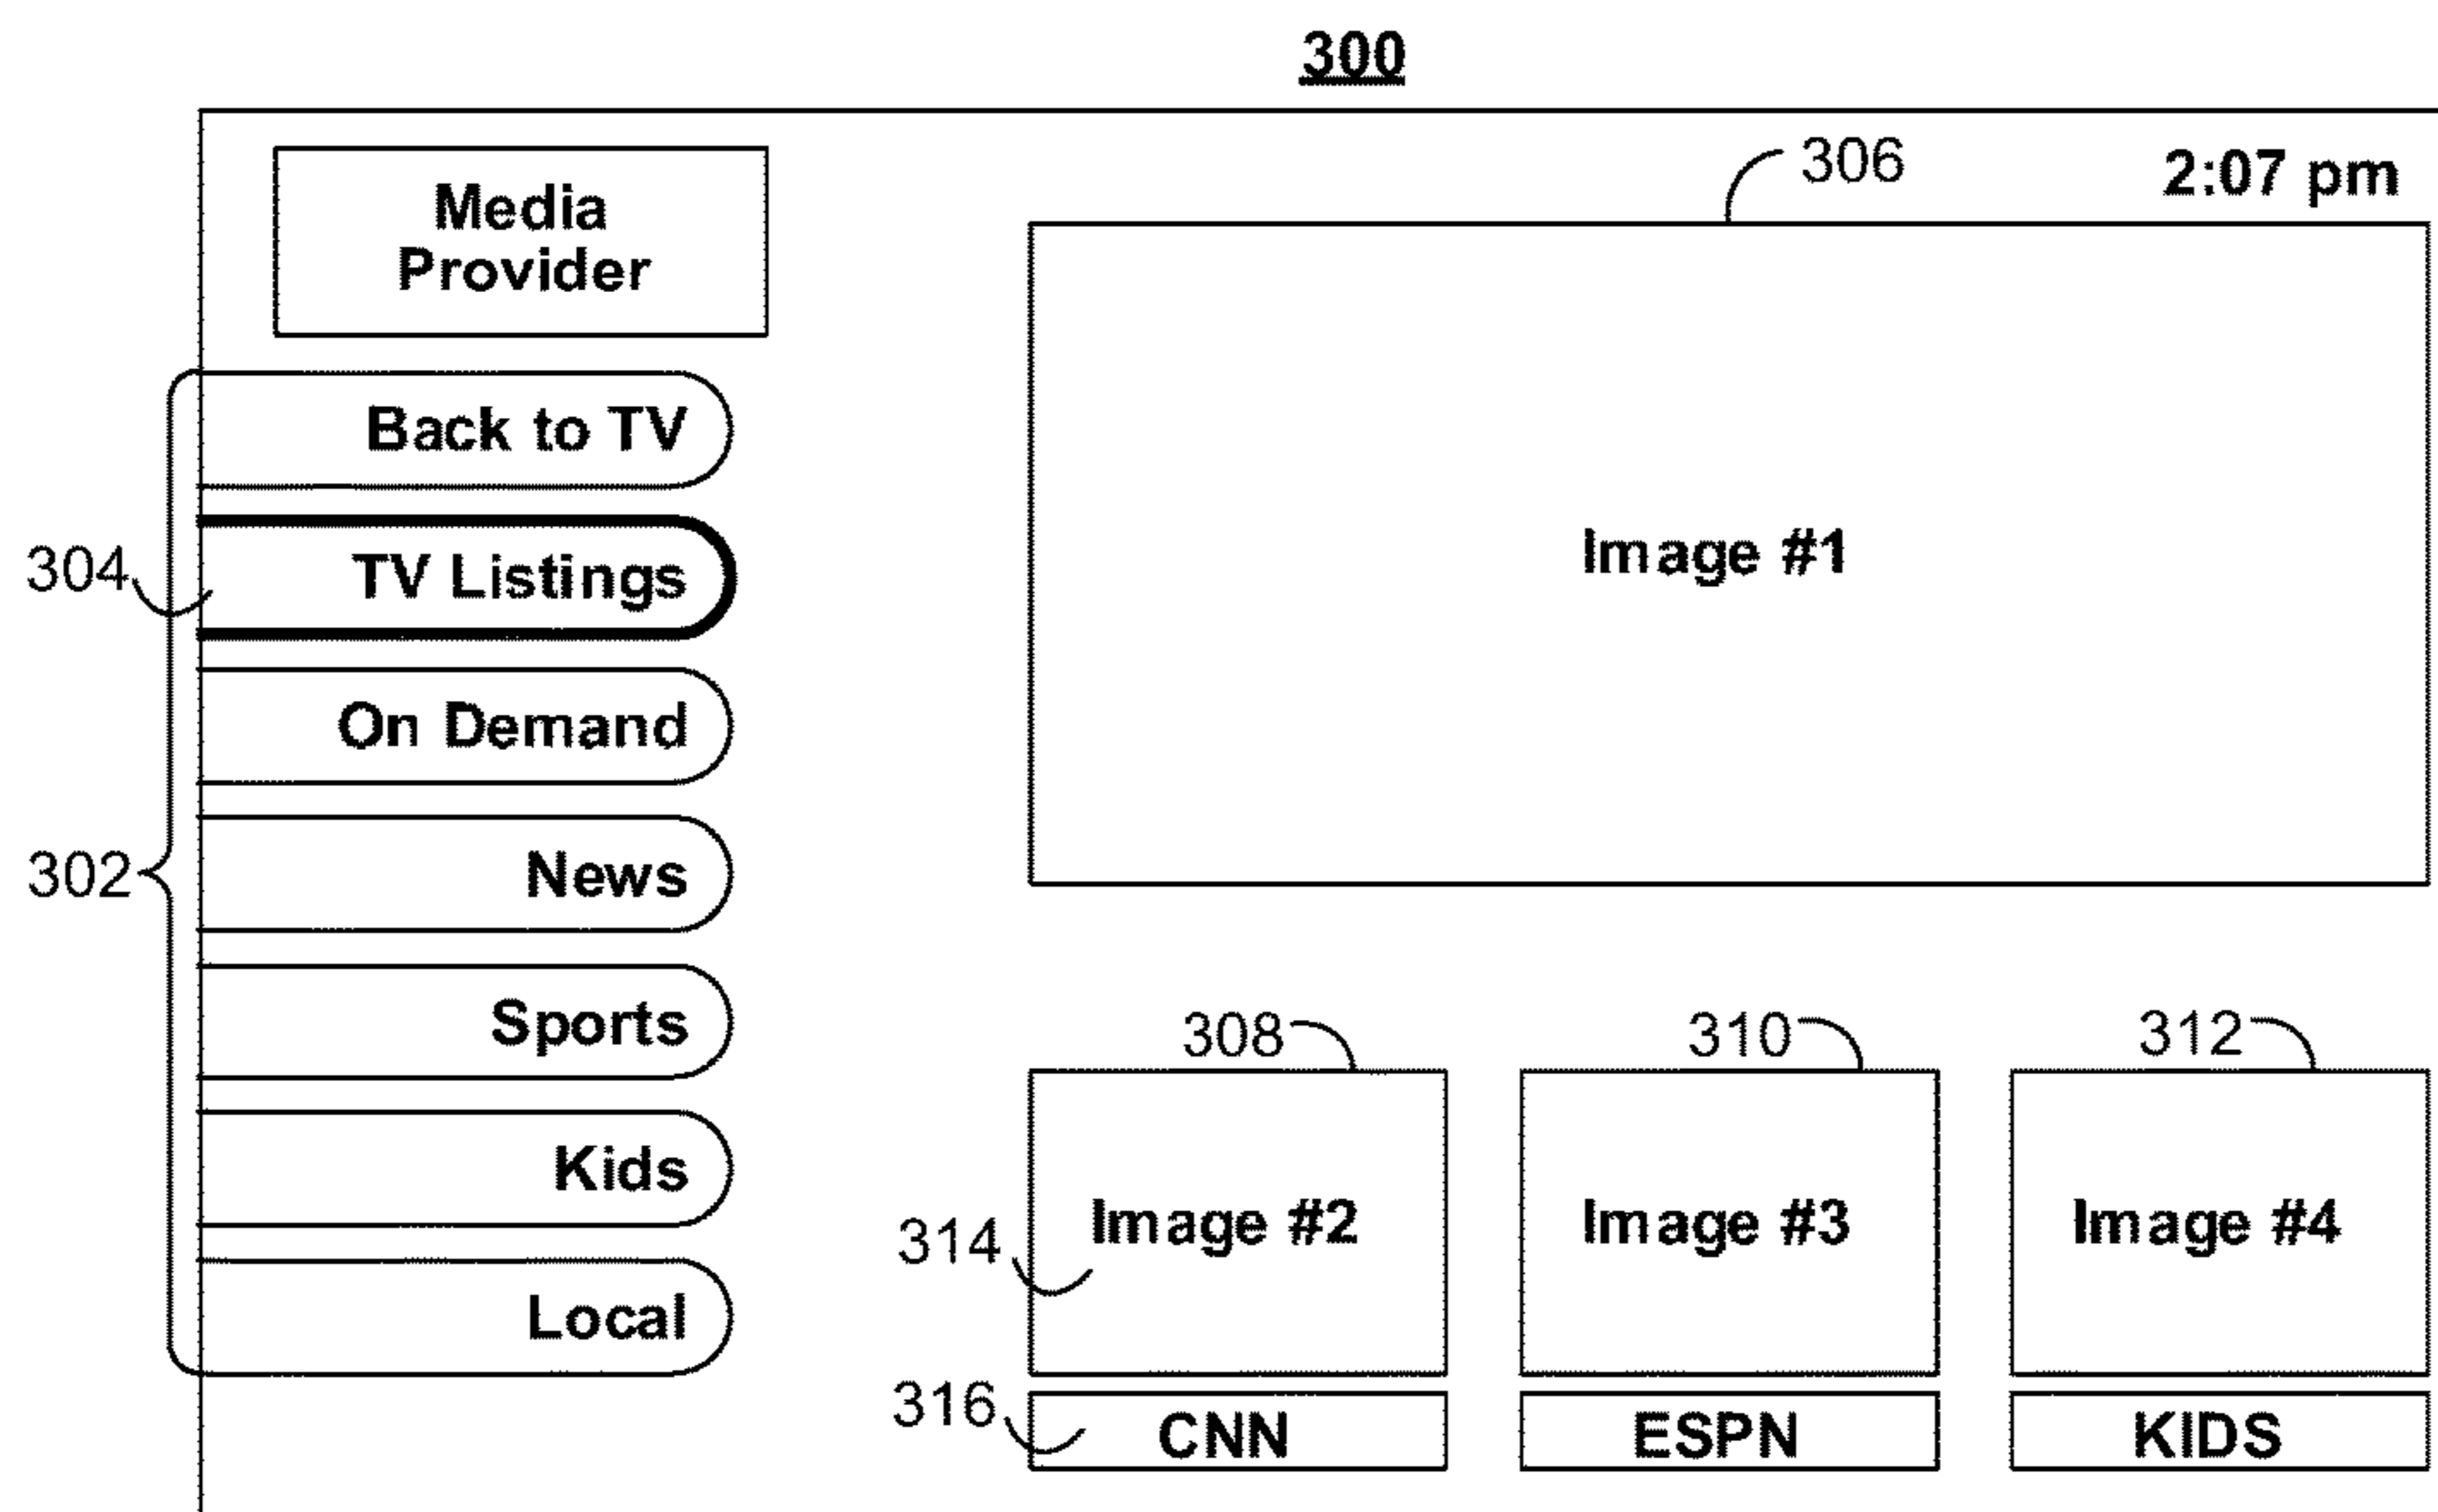 300
306
2:07 pm
Media
Provider
Back to TV
304
TV Listings
Image #1
On Demand
302
News
Sports
308
310
312
Kids
314
Image #2
Image #3
Image #4
Local
316
CNN
ESPN
KIDS